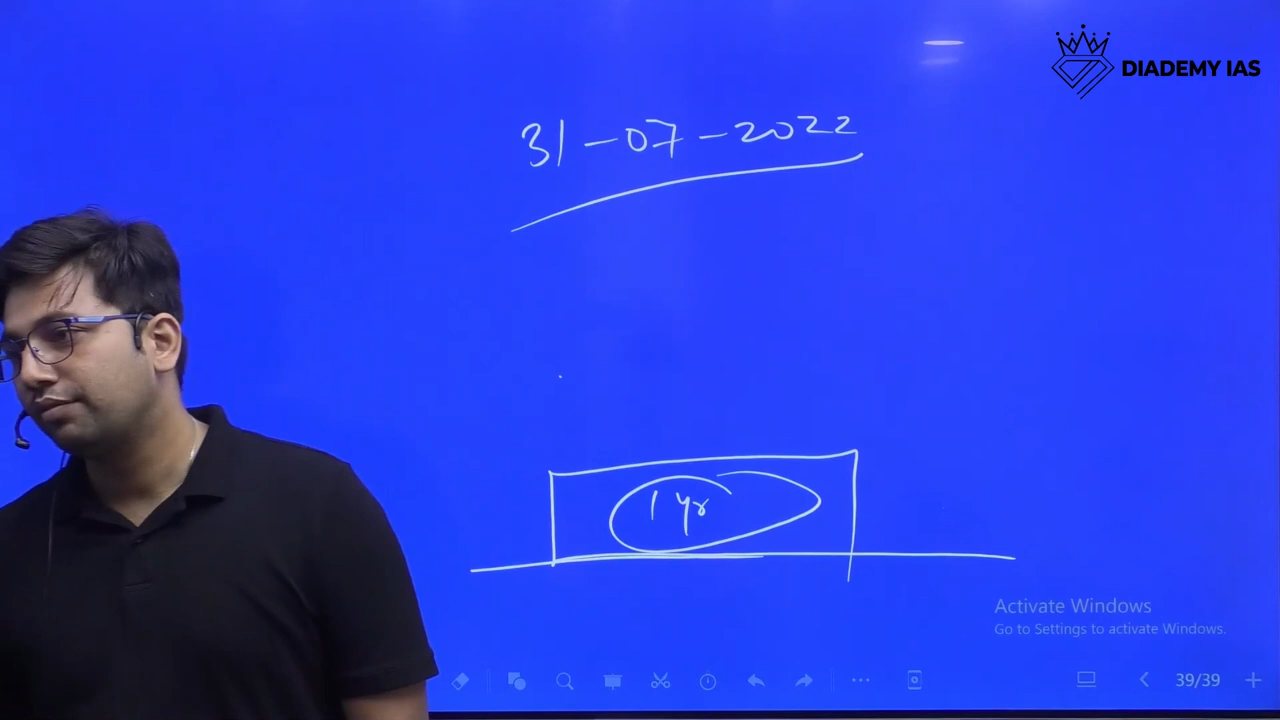 DIADEMY IAS
31-07-2022
1 yr
Activate Windows
Go to Settings to activate Windows.
39/39